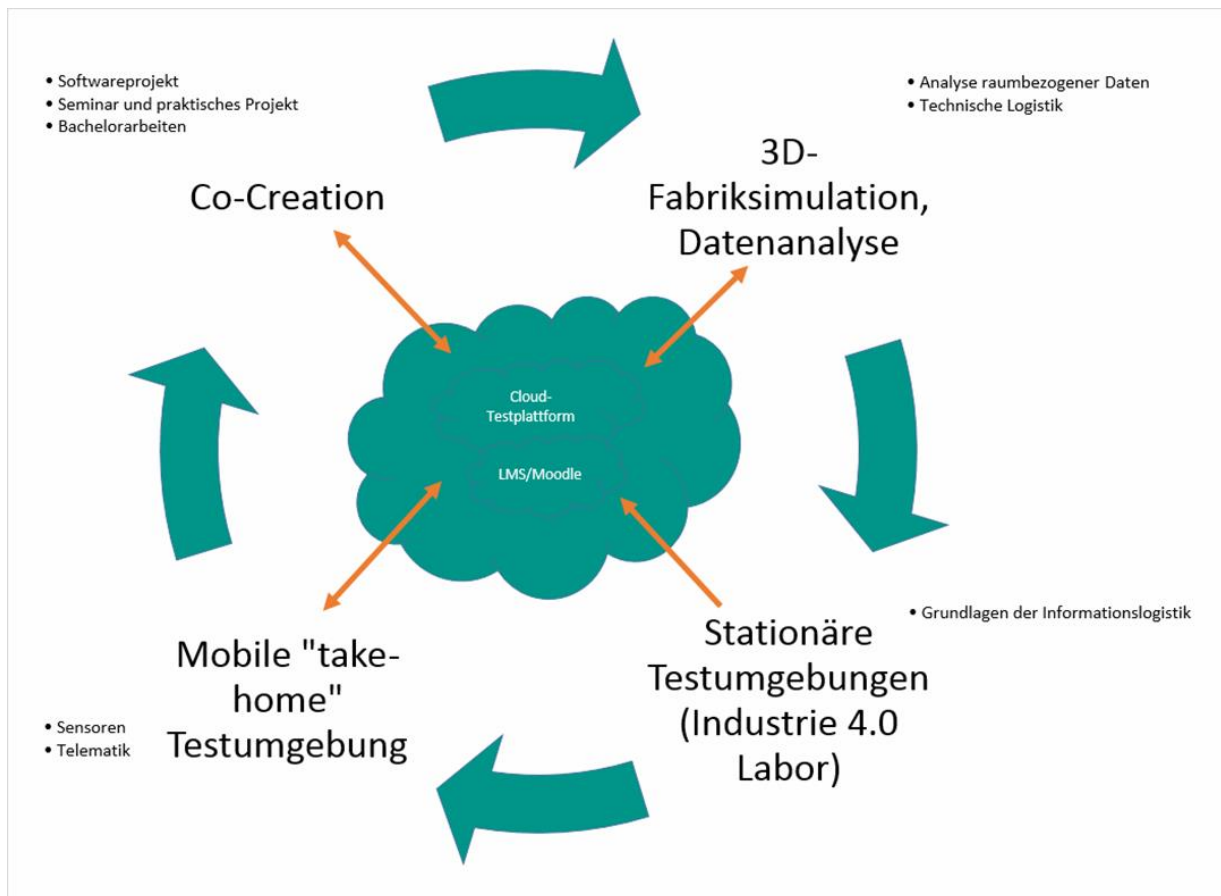 • Softwareprojekt
• Seminar und praktisches Projekt
• Bachelorarbeiten
Co-Creation
• Analyse raumbezogener Daten
• Technische Logistik
3D-
Fabriksimulation,
Datenanalyse
Cloud-
Testplattform
LMS/Moodle
• Grundlagen der Informationslogistik
Stationäre
Testumgebungen
(Industrie 4.0
Labor)
Mobile "take-
home"
Testumgebung
• Sensoren
• Telematik